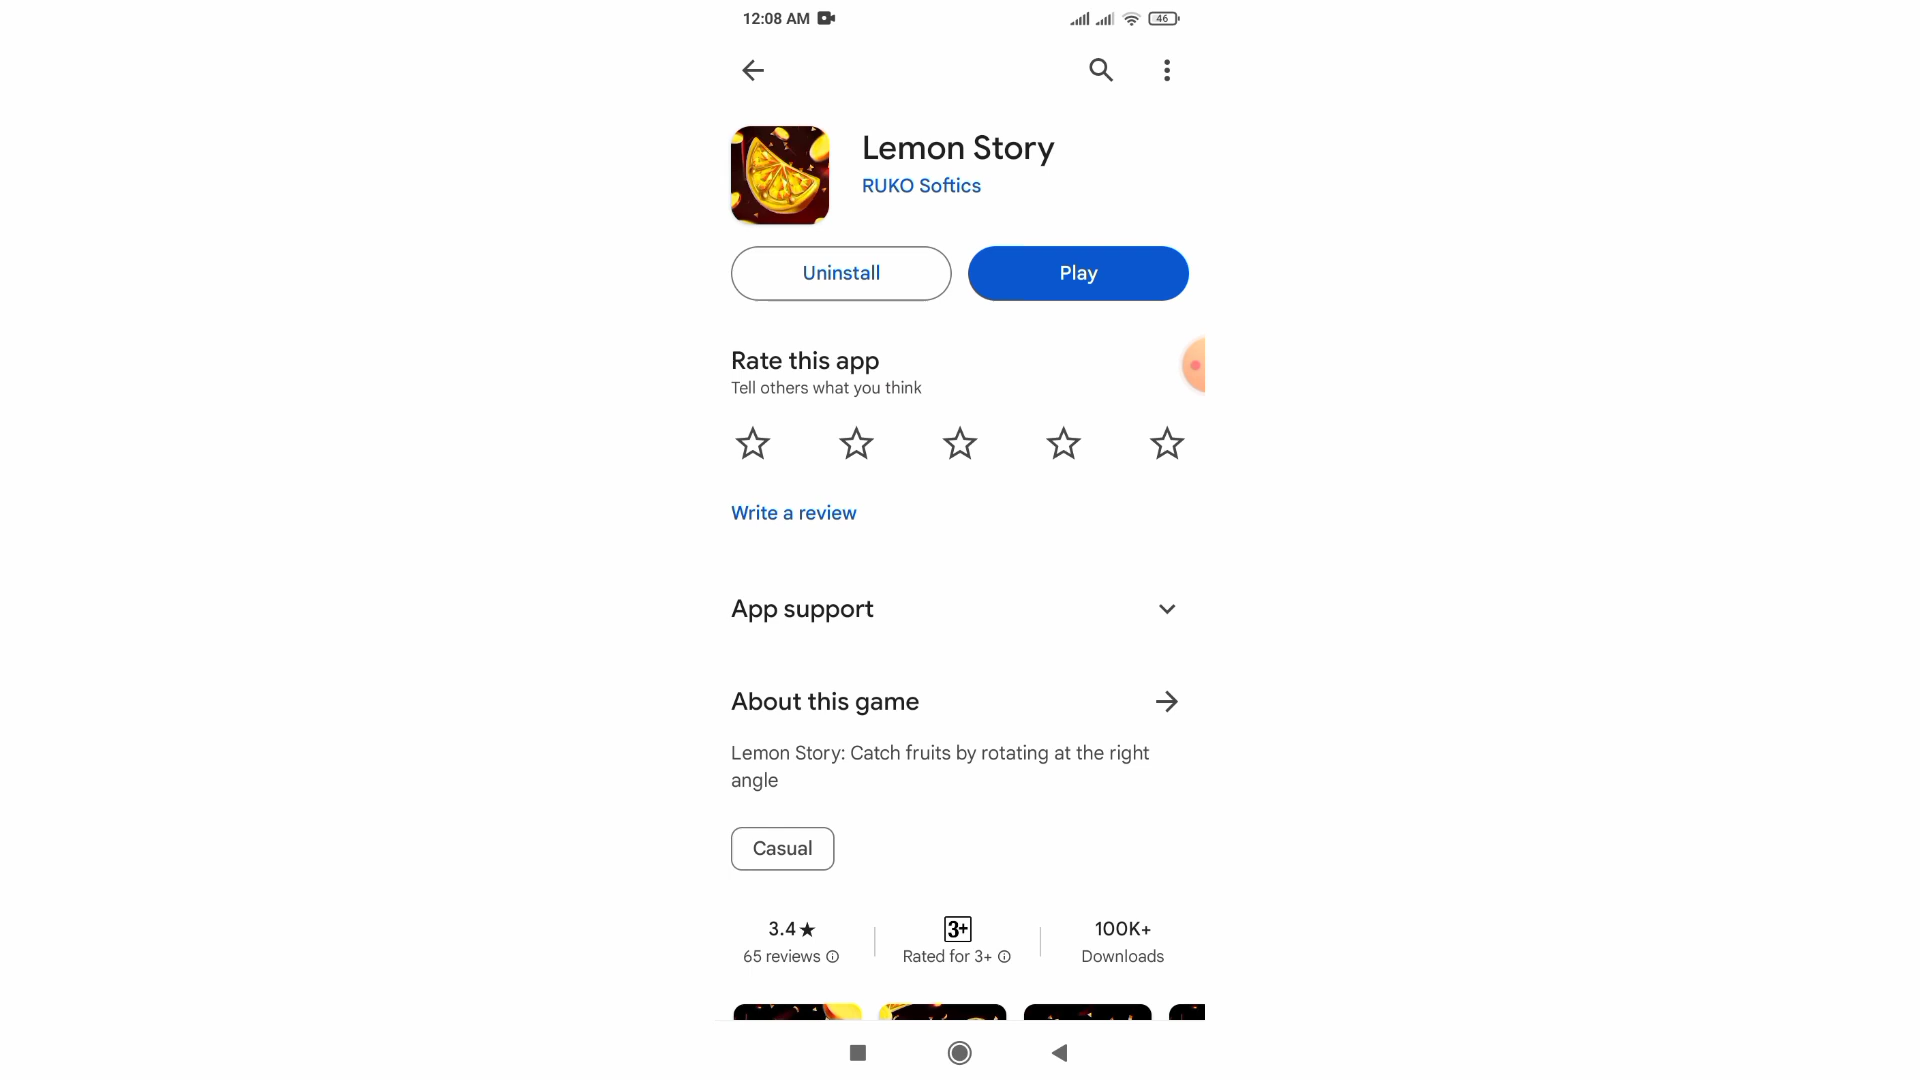 12:08 AM
46
Lemon Story
RUKO Softics
Uninstall
Play
Rate this app
Tell others what you think
Write a review
App support
About this game
Lemon Story: Catch fruits by rotating at the right
angle
Casual
3.4★
3+
100K+
65 reviews
Rated for 3+
Downloads